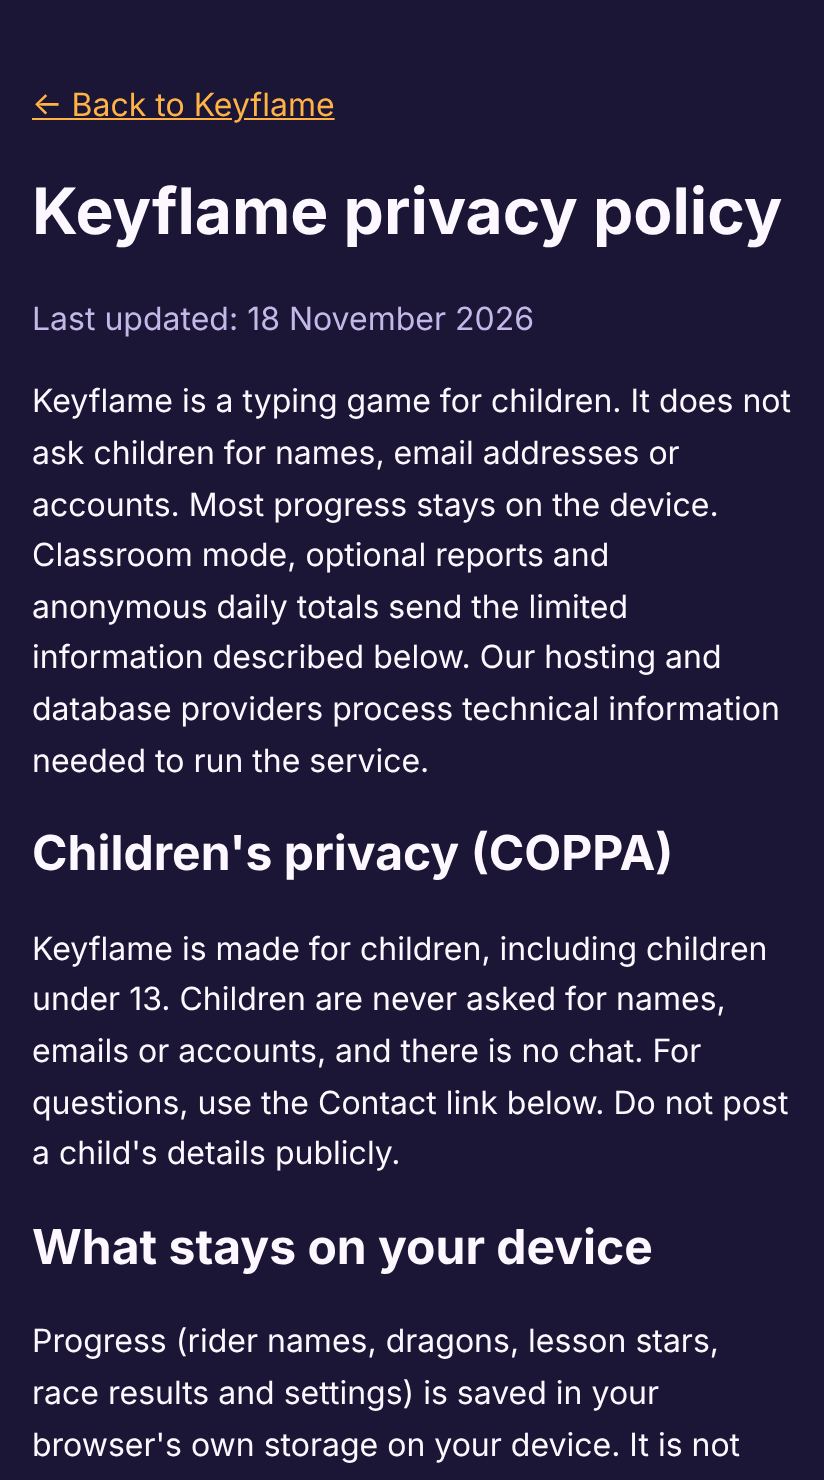 ← Back to Keyflame
Keyflame privacy policy
Last updated: 18 November 2026
Keyflame is a typing game for children. It does not
ask children for names, email addresses or
accounts. Most progress stays on the device.
Classroom mode, optional reports and
anonymous daily totals send the limited
information described below. Our hosting and
database providers process technical information
needed to run the service.
Children's privacy (COPPA)
Keyflame is made for children, including children
under 13. Children are never asked for names,
emails or accounts, and there is no chat. For
questions, use the Contact link below. Do not post
a child's details publicly.
What stays on your device
Progress (rider names, dragons, lesson stars,
race results and settings) is saved in your
browser's own storage on your device. It is not